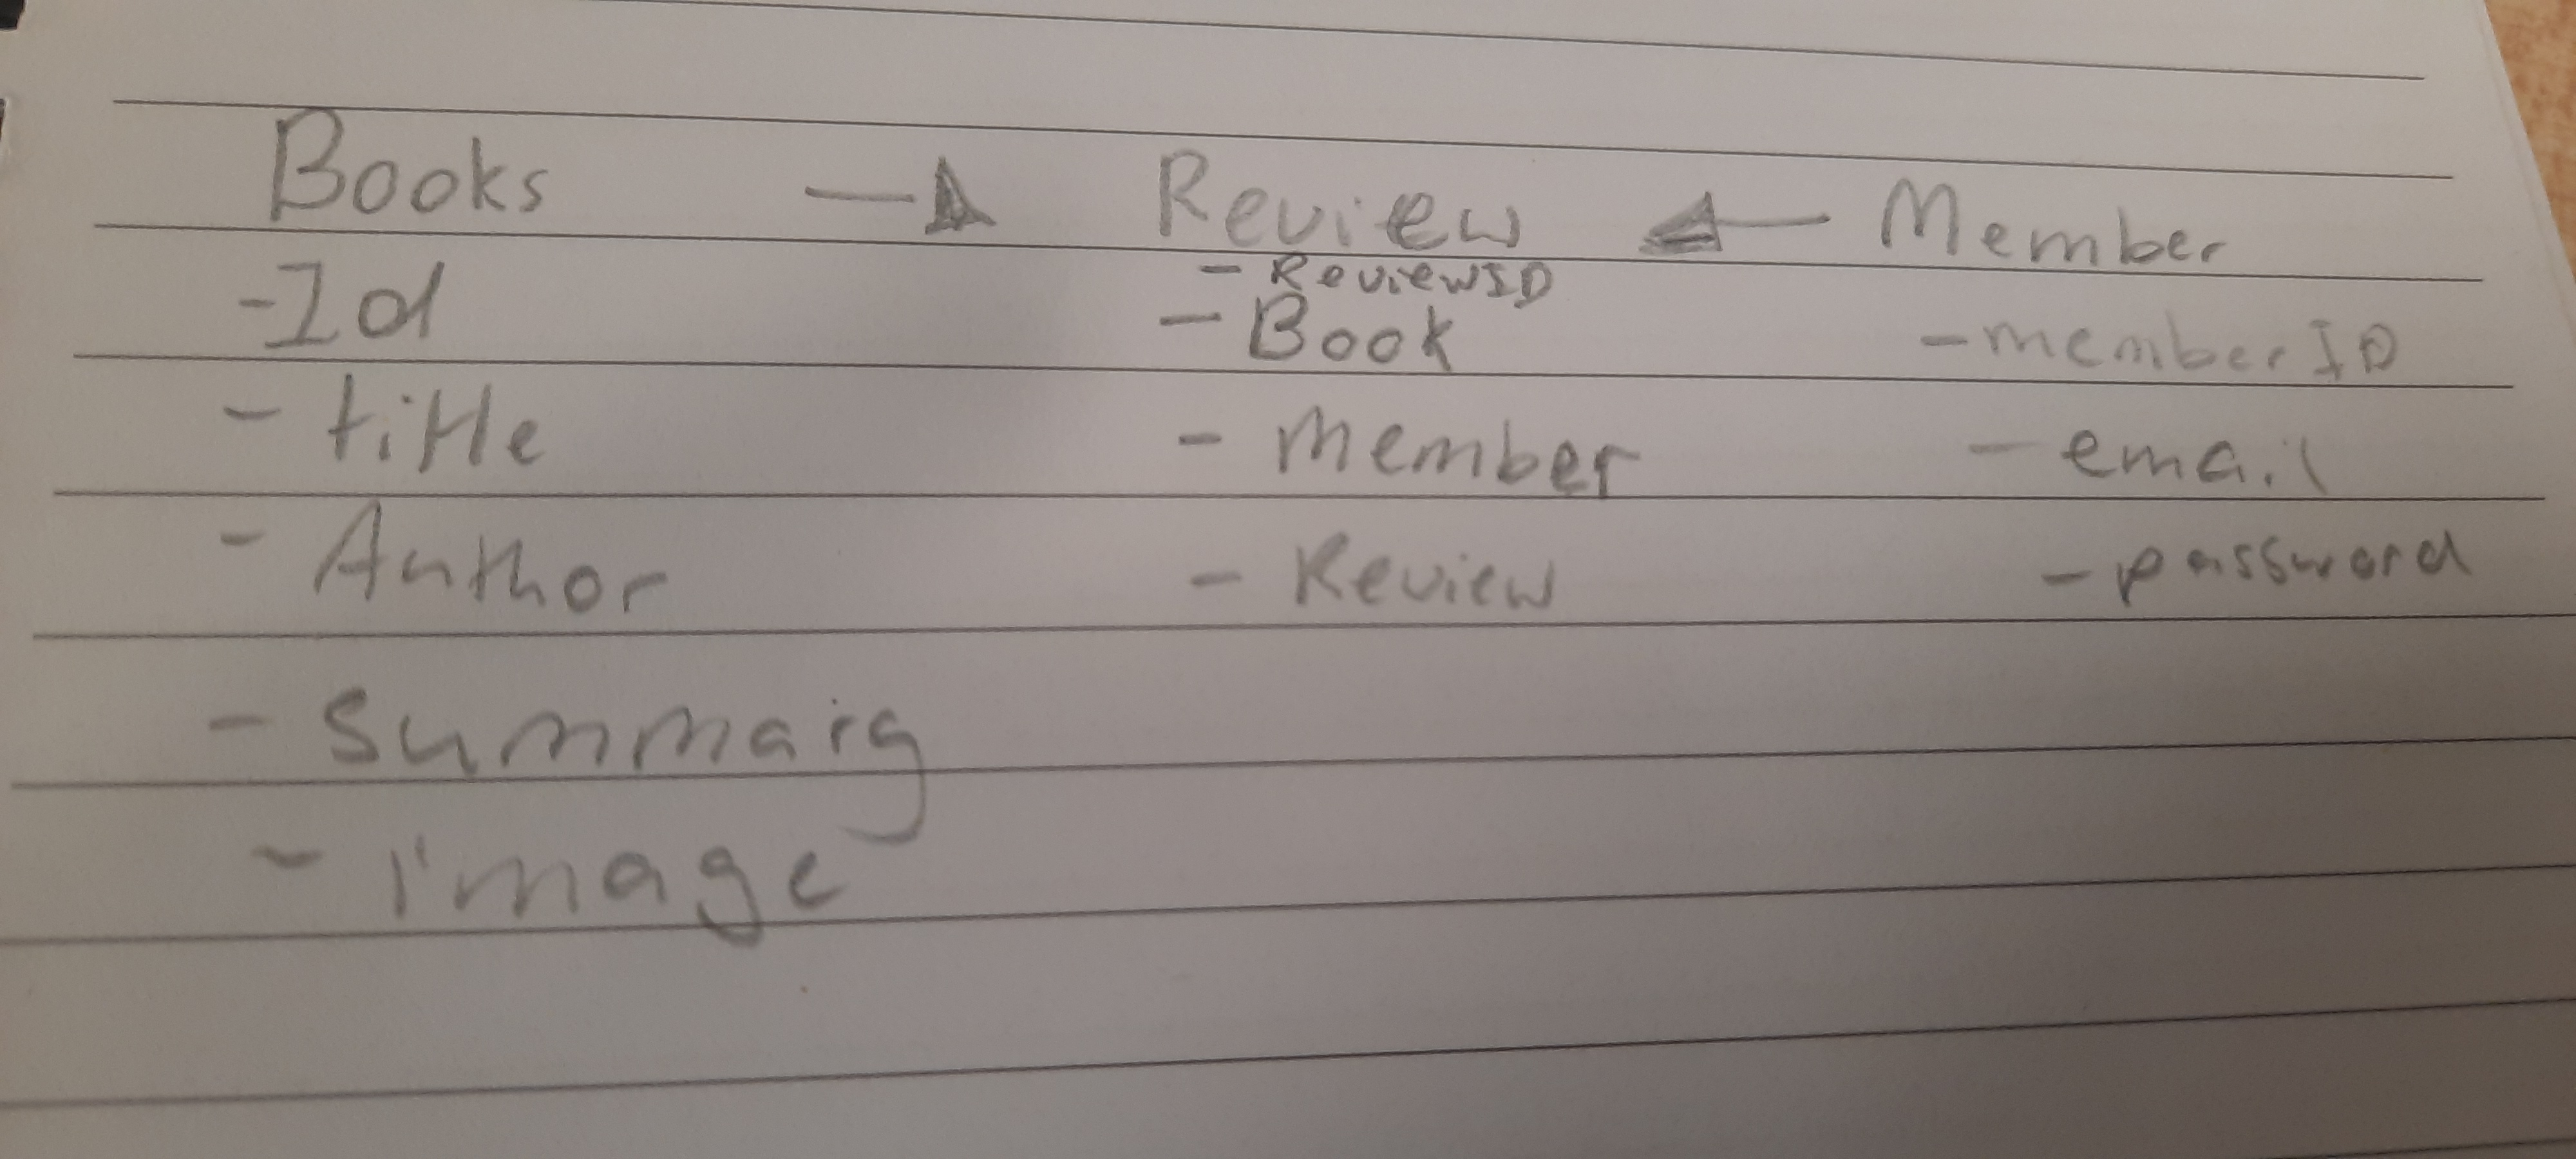 Books → Review ← Member
- Id
- title
- Author
- Summary
- image
- ReviewID
- Book
- Member
- Review
- memberID
- email
- password